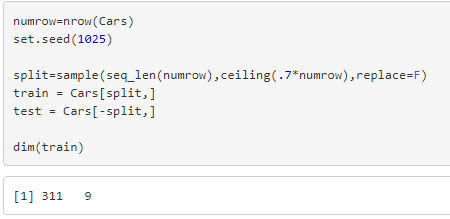 numrow=nrow(Cars)
set.seed(1025)
split=sample(seq_len(numrow),ceiling(.7*numrow),replace=F)
train = Cars[split,]
test = Cars[-split,]
dim(train)
[1] 311   9